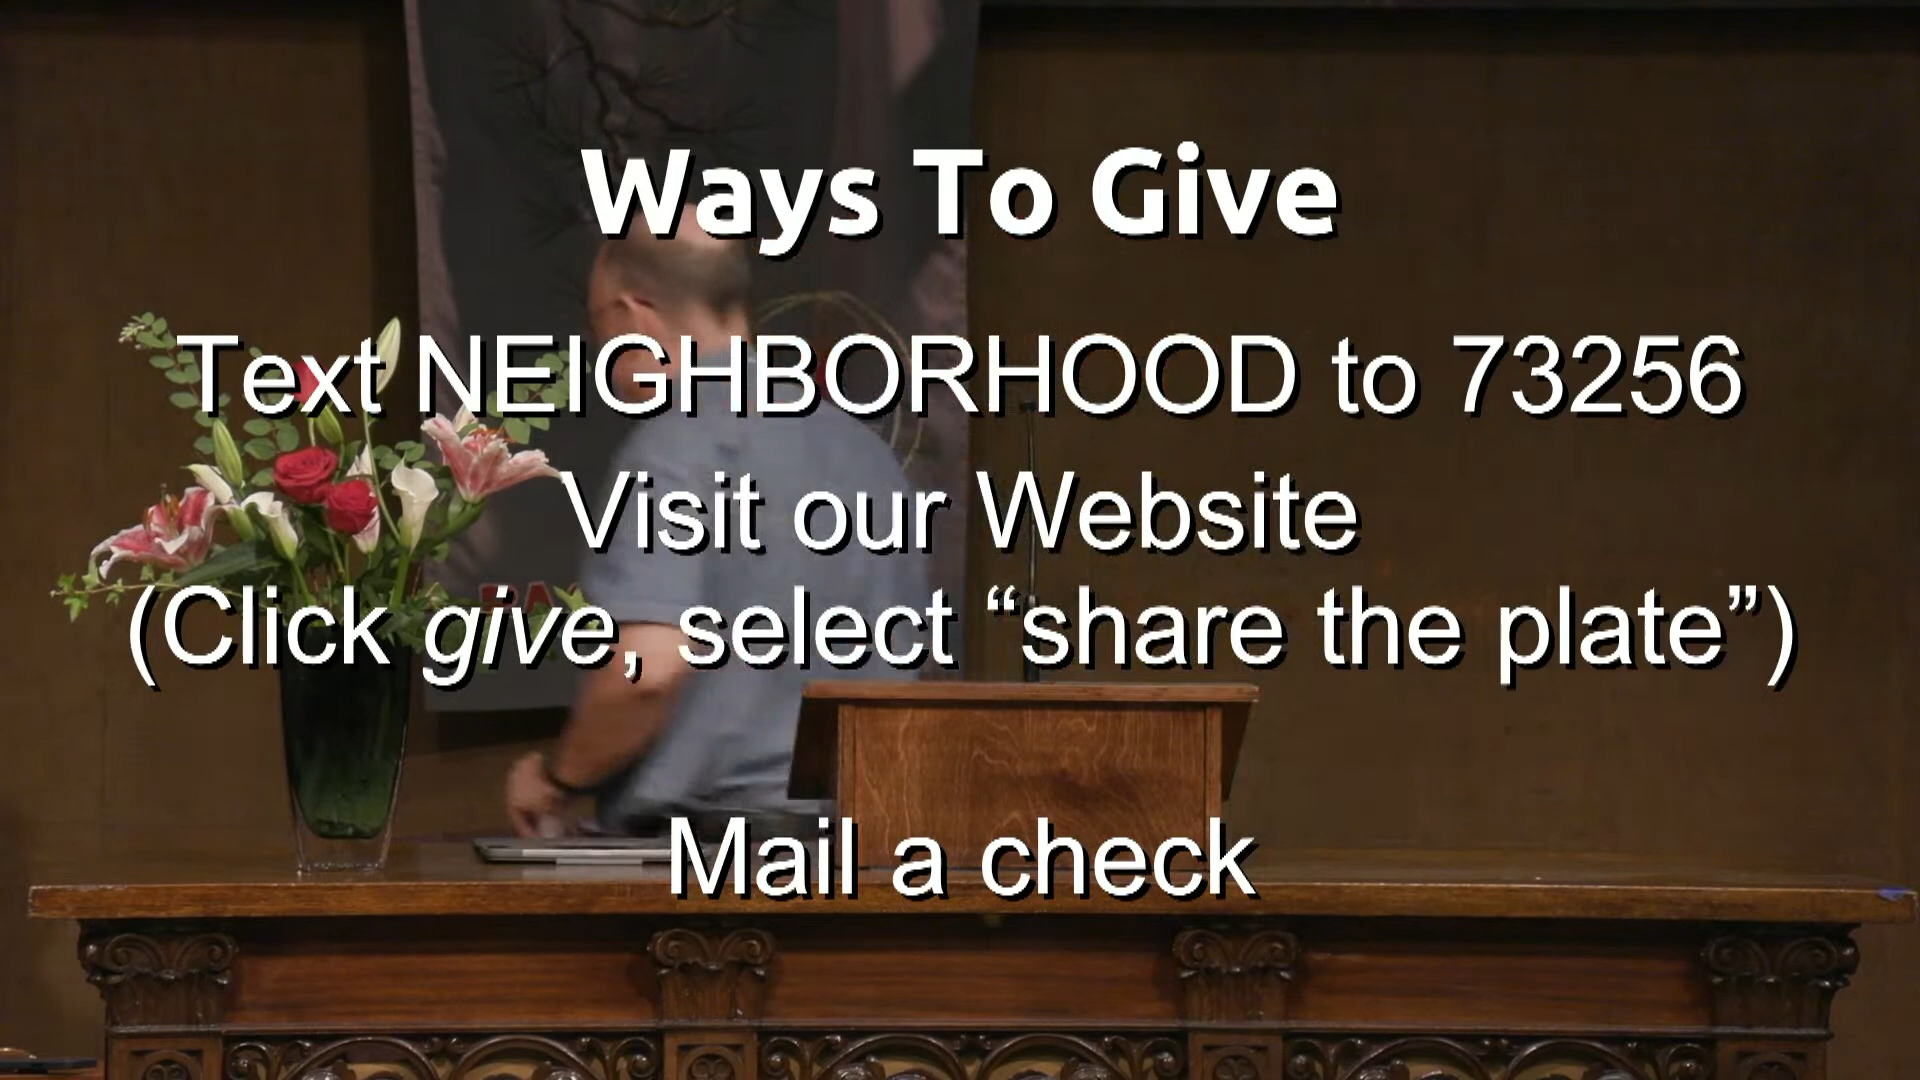 Ways To Give
Text NEIGHBORHOOD to 73256
Visit our Website
(Click give, select “share the plate”)
Mail a check